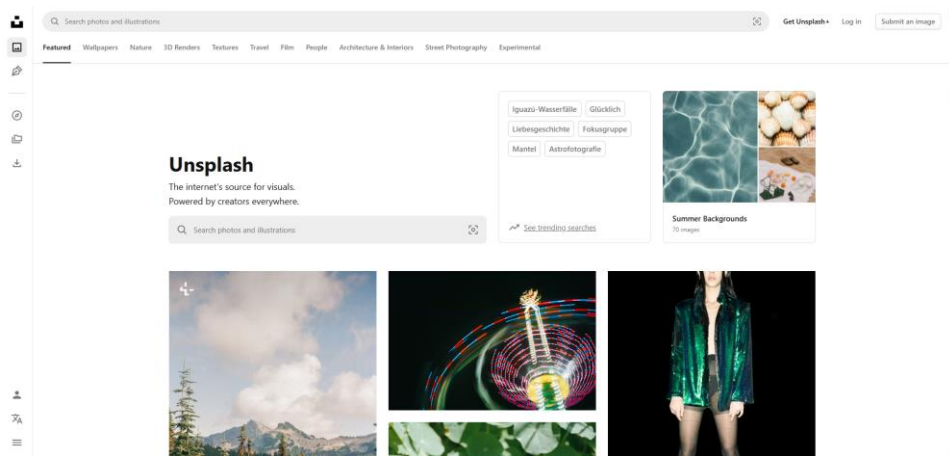 Search photos and illustrations
Get Unsplash+ Log in Submit an image
Featured Wallpapers Nature 3D Renders Textures Travel Film People Architecture & Interiors Street Photography Experimental
Iguazú-Wasserfälle Glücklich
Liebesgeschichte Fokusgruppe
Mantel Astrofotografie
See trending searches
Unsplash
The internet's source for visuals.
Powered by creators everywhere.
Search photos and illustrations
Summer Backgrounds
70 images